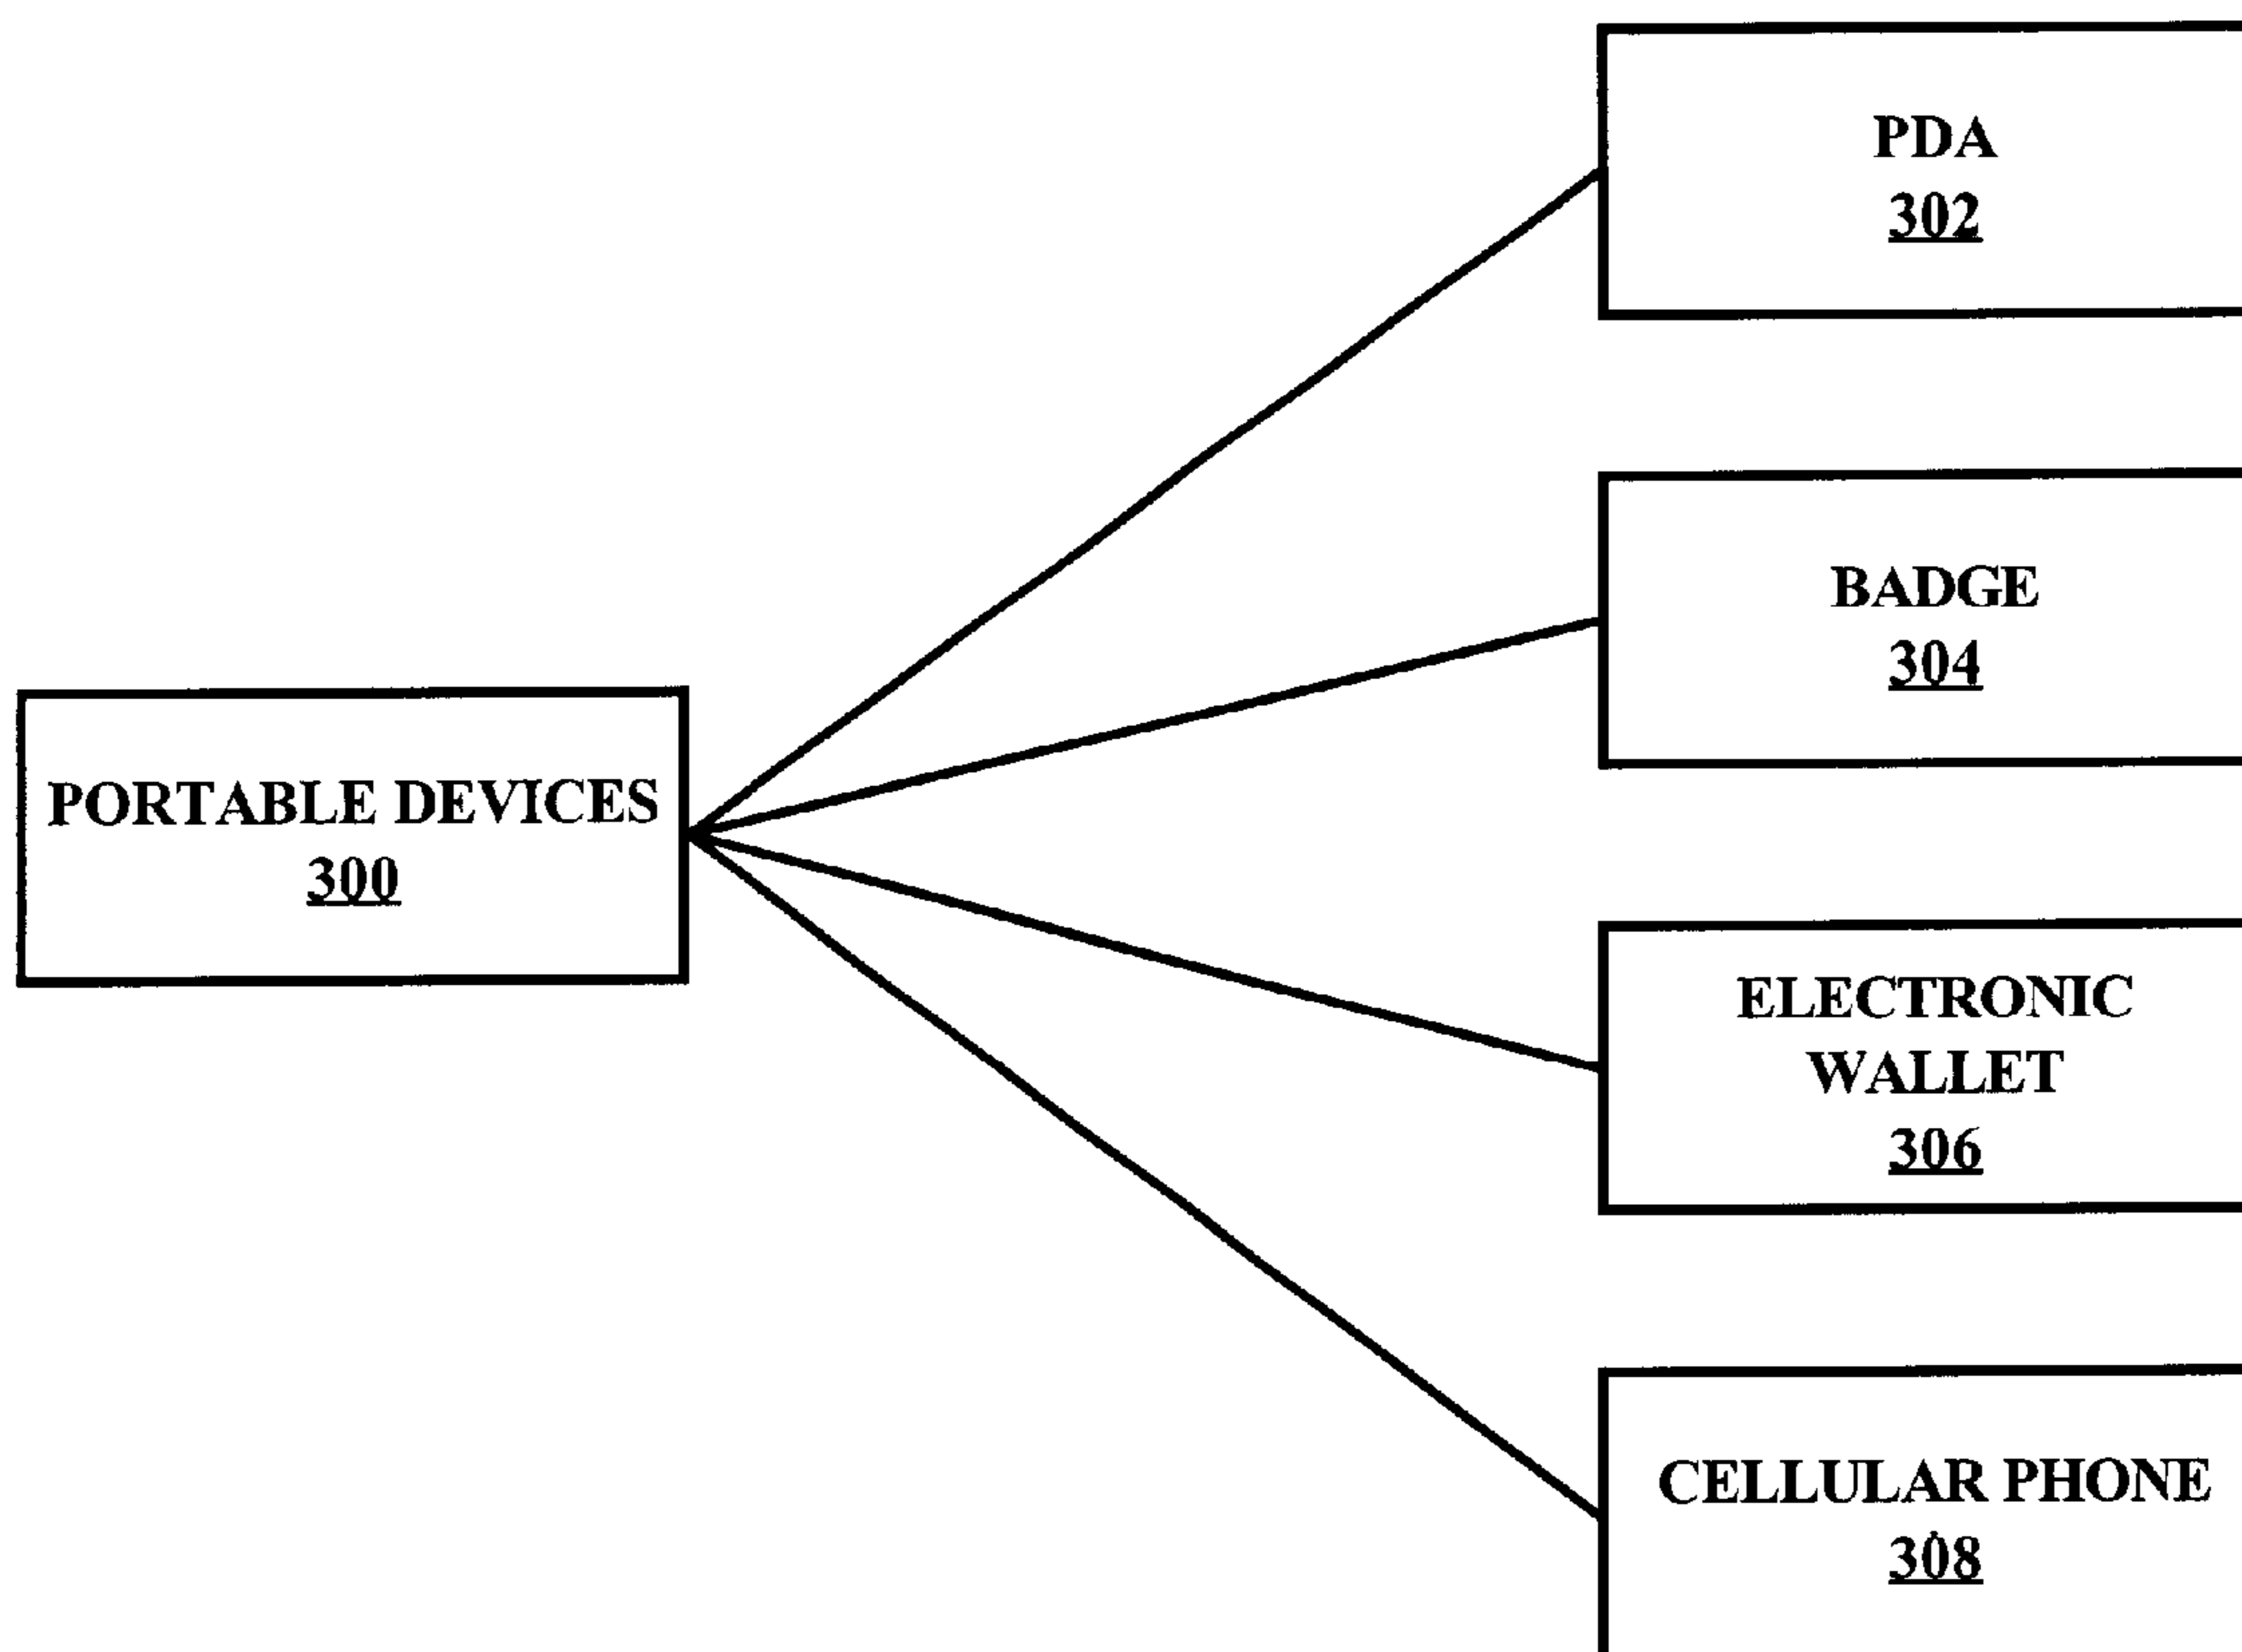 PDA
302
BADGE
304
PORTABLE DEVICES
300
ELECTRONIC
WALLET
306
CELLULAR PHONE
308